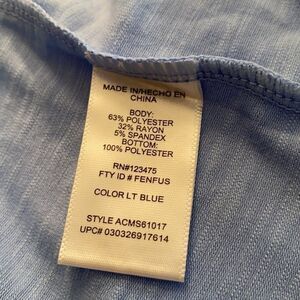 MADE IN/HECHO EN
CHINA
BODY:
63% POLYESTER
32% RAYON
5% SPANDEX
BOTTOM:
100% POLYESTER
RN#123475
FTY ID # FENFUS
COLOR LT BLUE
STYLE ACMS61017
UPC# 030326917614